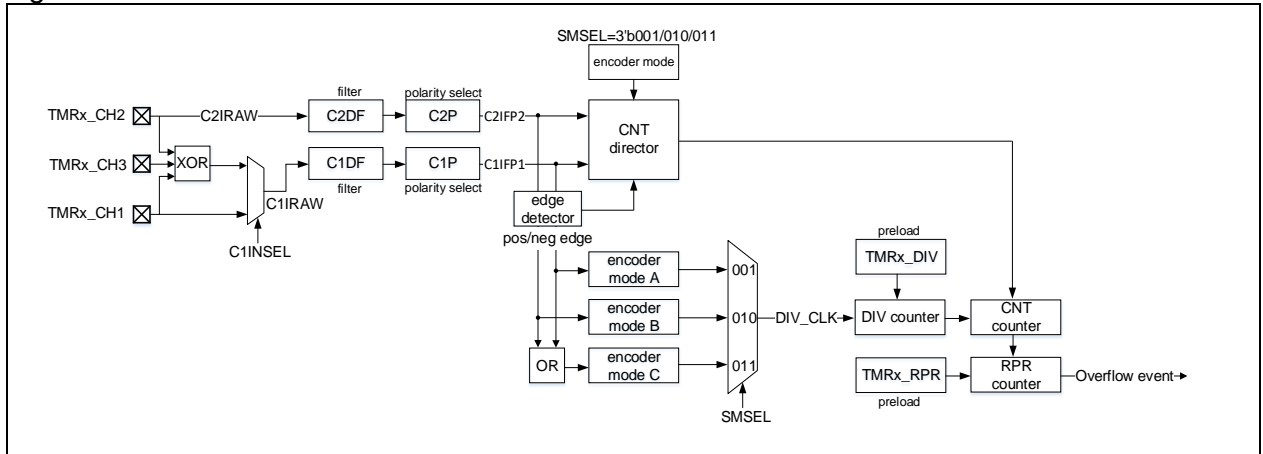 SMSEL=3'b001/010/011
encoder mode
filter
polarity select
TMRx_CH2
C2IRAW
C2DF
C2P
C2IFP2
CNT
director
TMRx_CH3
XOR
C1DF
C1P
C1IFP1
filter
polarity select
C1IRAW
TMRx_CH1
edge
detector
C1INSEL
pos/neg edge
preload
TMRx_DIV
encoder
mode A
001
encoder
mode B
010
DIV_CLK
DIV counter
CNT
counter
OR
encoder
mode C
011
TMRx_RPR
RPR
counter
Overflow event
preload
SMSEL